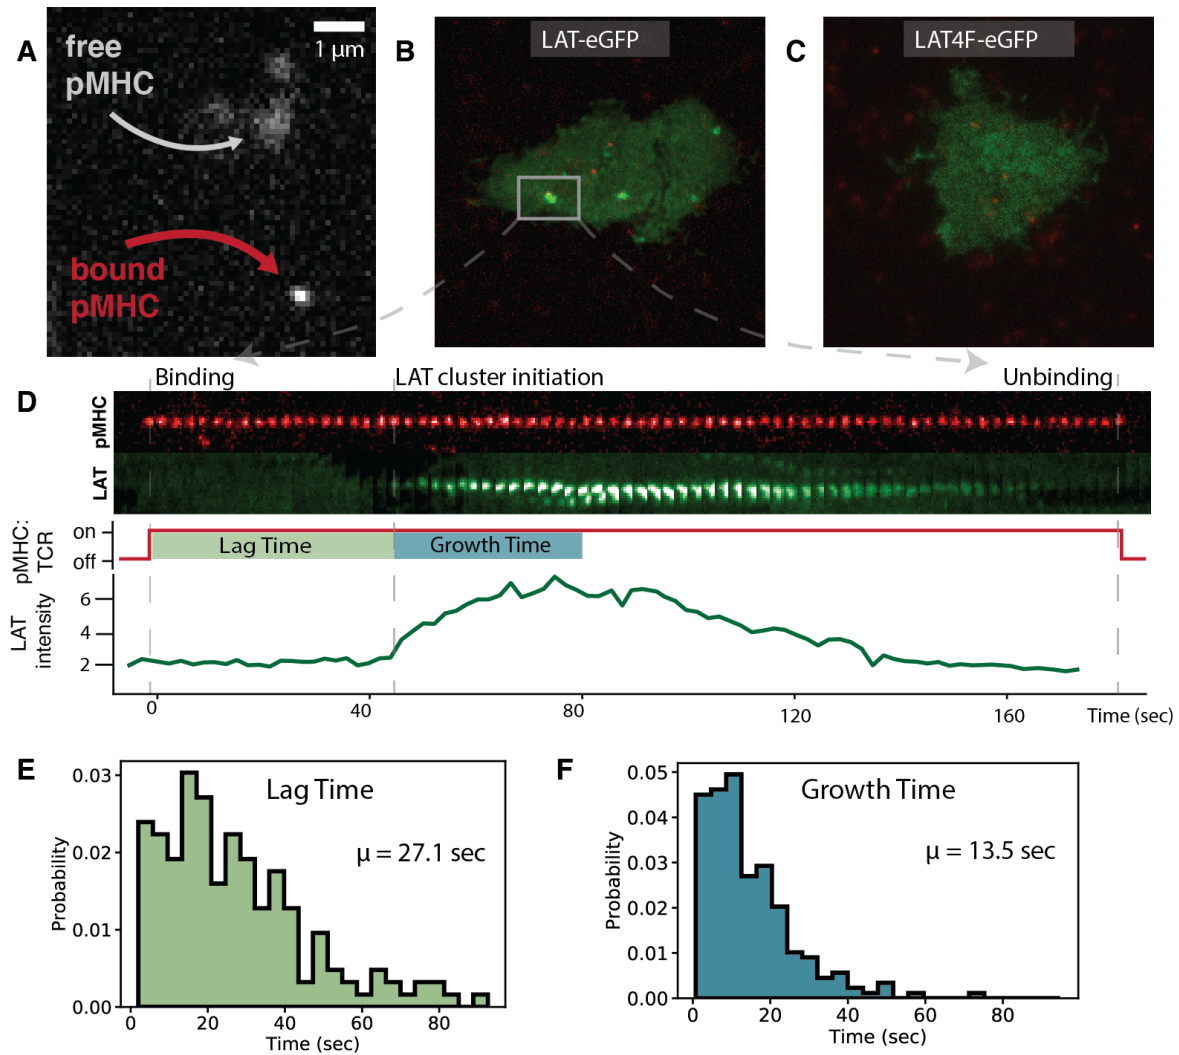 A
free
pMHC
1 μm
bound
pMHC
B
LAT-eGFP
C
LAT4F-eGFP
D
Binding
LAT cluster initiation
Unbinding
pMHC
LAT
pMHC:
TCR
on
off
Lag Time
Growth Time
LAT
intensity
6
4
2
0
40
80
120
160
Time (sec)
E
Lag Time
μ = 27.1 sec
Probability
0.03
0.02
0.01
0.00
0
20
40
60
80
Time (sec)
F
Growth Time
μ = 13.5 sec
Probability
0.05
0.04
0.03
0.02
0.01
0.00
0
20
40
60
80
Time (sec)